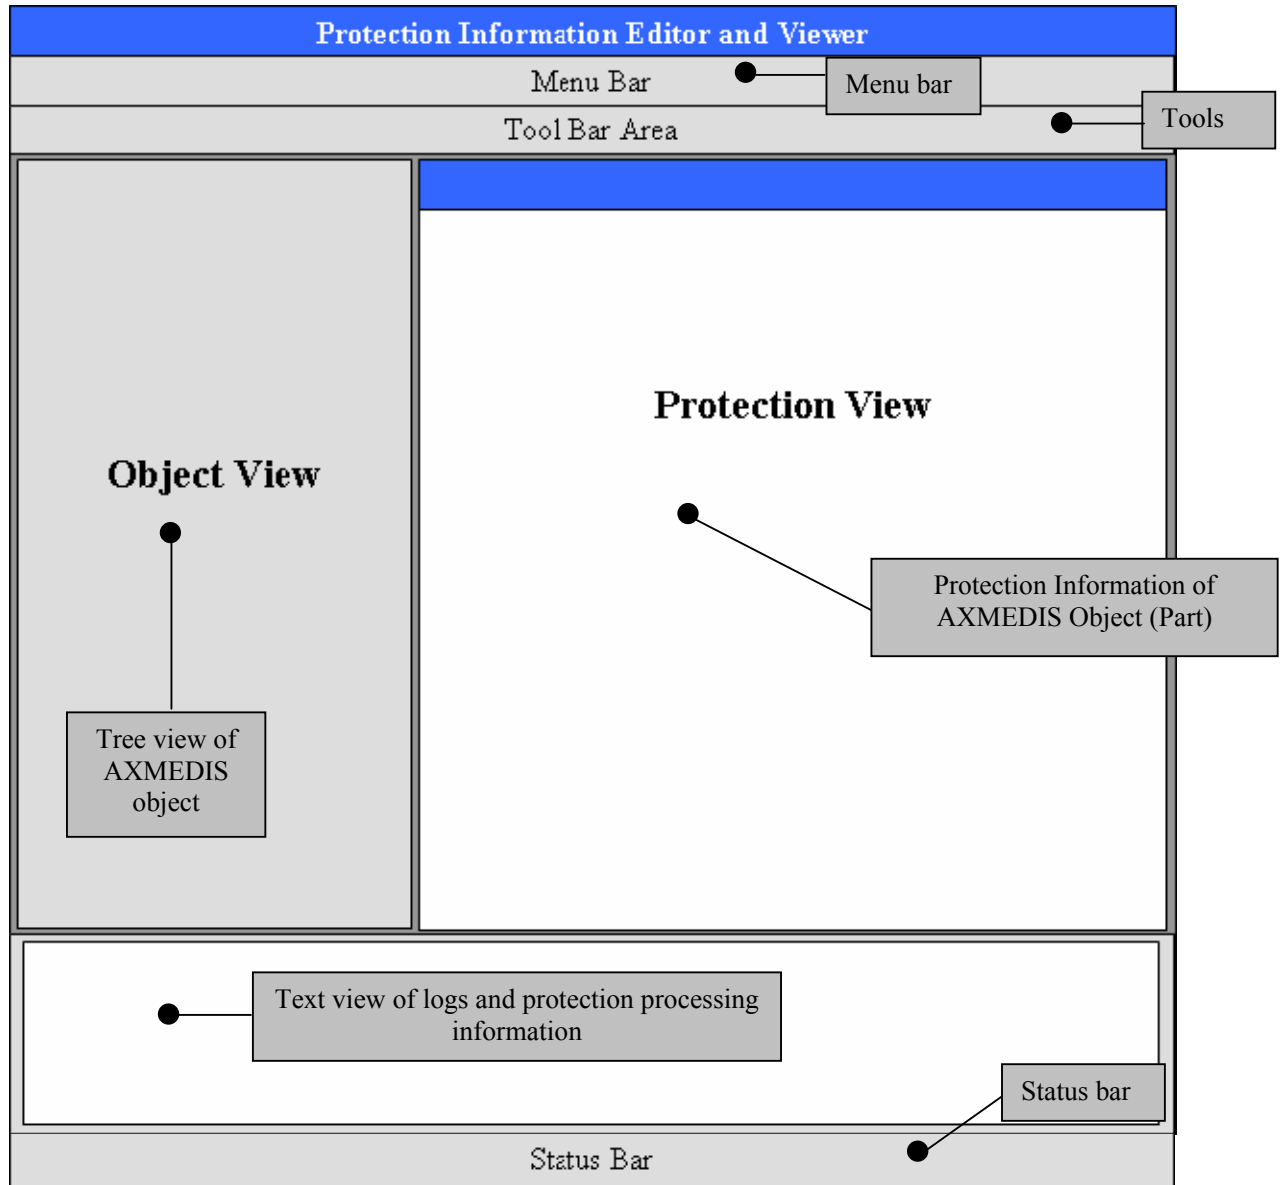 Protection Information Editor and Viewer
Menu Bar
Menu bar
Tool Bar Area
Tools
Object View
Protection View
Protection Information of
AXMEDIS Object (Part)
Tree view of
AXMEDIS
object
Text view of logs and protection processing
information
Status bar
Status Bar